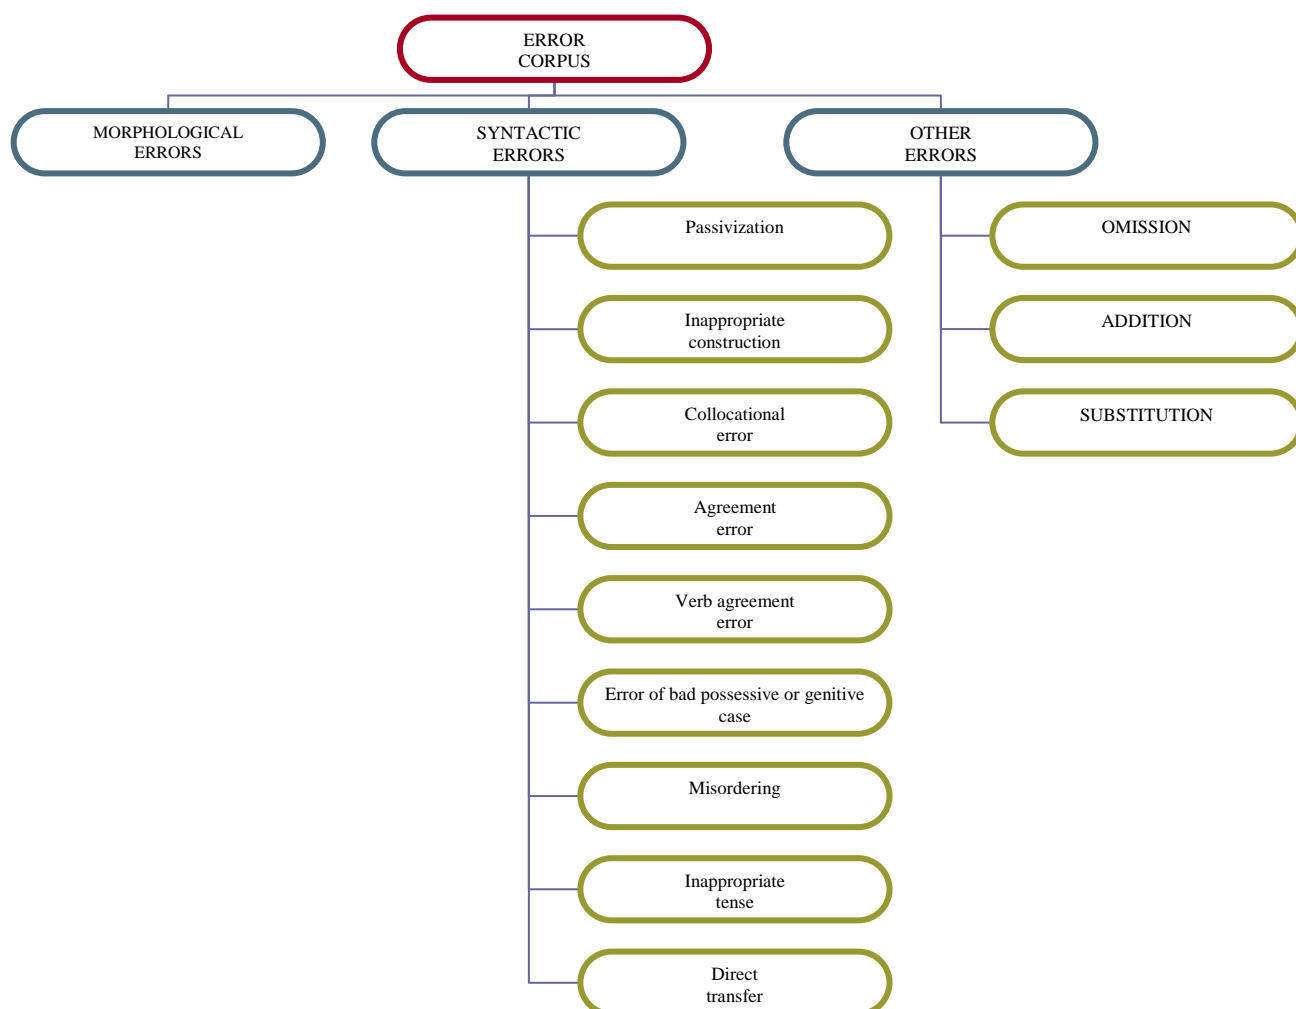 ERROR
CORPUS
MORPHOLOGICAL
ERRORS
SYNTACTIC
ERRORS
OTHER
ERRORS
Passivization
Inappropriate
construction
Collocational
error
Agreement
error
Verb agreement
error
Error of bad possessive or genitive
case
Misordering
Inappropriate
tense
Direct
transfer
OMISSION
ADDITION
SUBSTITUTION